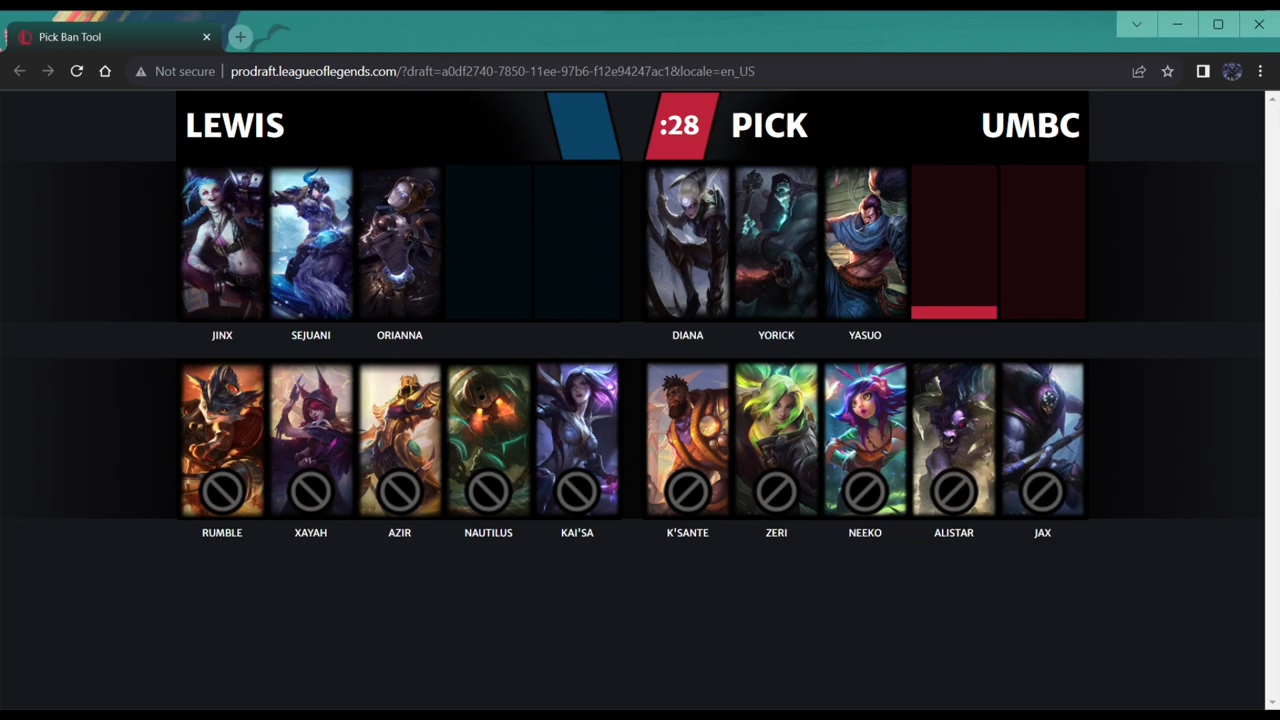 Pick Ban Tool
Not secure
prodraft.leagueoflegends.com/?draft=a0df2740-7850-11ee-97b6-f12e94247ac1&locale=en_US
LEWIS
:28
PICK
UMBC
JINX
SEJUANI
ORIANNA
DIANA
YORICK
YASUO
RUMBLE
XAYAH
AZIR
NAUTILUS
KAI'SA
K'SANTE
ZERI
NEEKO
ALISTAR
JAX